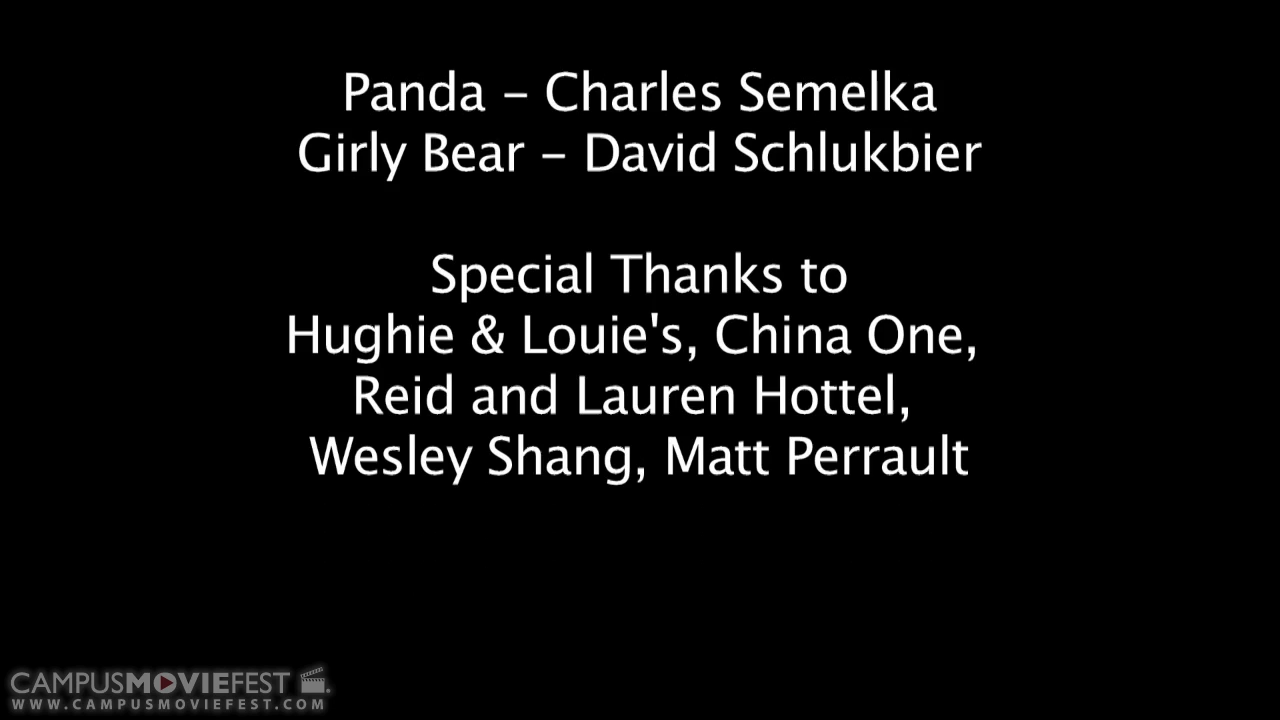 Panda – Charles Semelka
Girly Bear – David Schlukbier
Special Thanks to
Hughie & Louie's, China One,
Reid and Lauren Hottel,
Wesley Shang, Matt Perrault
CAMPUSMOVIEFEST
WWW.CAMPUSMOVIEFEST.COM